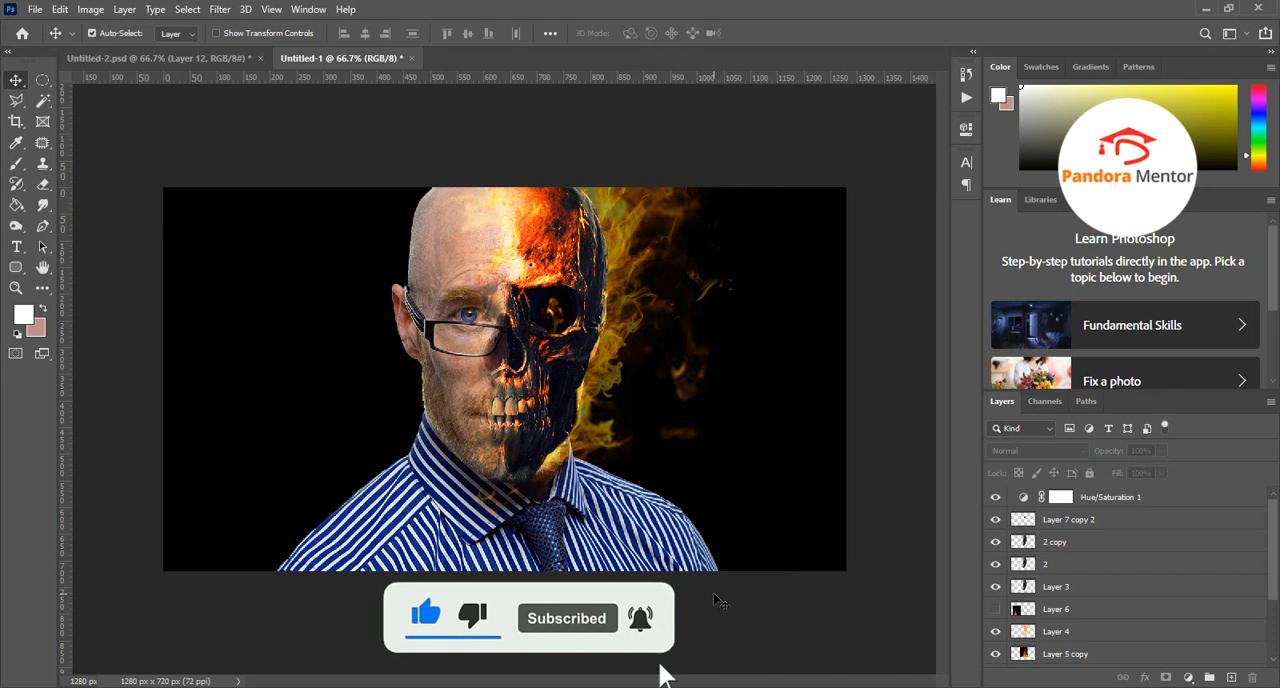 Ps File Edit Image Layer Type Select Filter 3D View Window Help
Auto-Select: Layer Show Transform Controls 3D Mode:
Untitled-2.psd @ 66.7% (Layer 12, RGB/8#) * × Untitled-1 @ 66.7% (RGB/8) * ×
150 100 50 0 50 100 150 200 250 300 350 400 450 500 550 600 650 700 750 800 850 900 950 1000 1050 1100 1150 1200 1250 1300 1350 1400
Color Swatches Gradients Patterns
Pandora Mentor
Learn Libraries
Learn Photoshop
Step-by-step tutorials directly in the app. Pick a
topic below to begin.
Fundamental Skills
Fix a photo
Layers Channels Paths
Kind
Normal Opacity: 100%
Lock: Fill: 100%
Hue/Saturation 1
Layer 7 copy 2
2 copy
2
Layer 3
Layer 6
Layer 4
Layer 5 copy
Subscribed
1280 px 1280 px x 720 px (72 ppi)